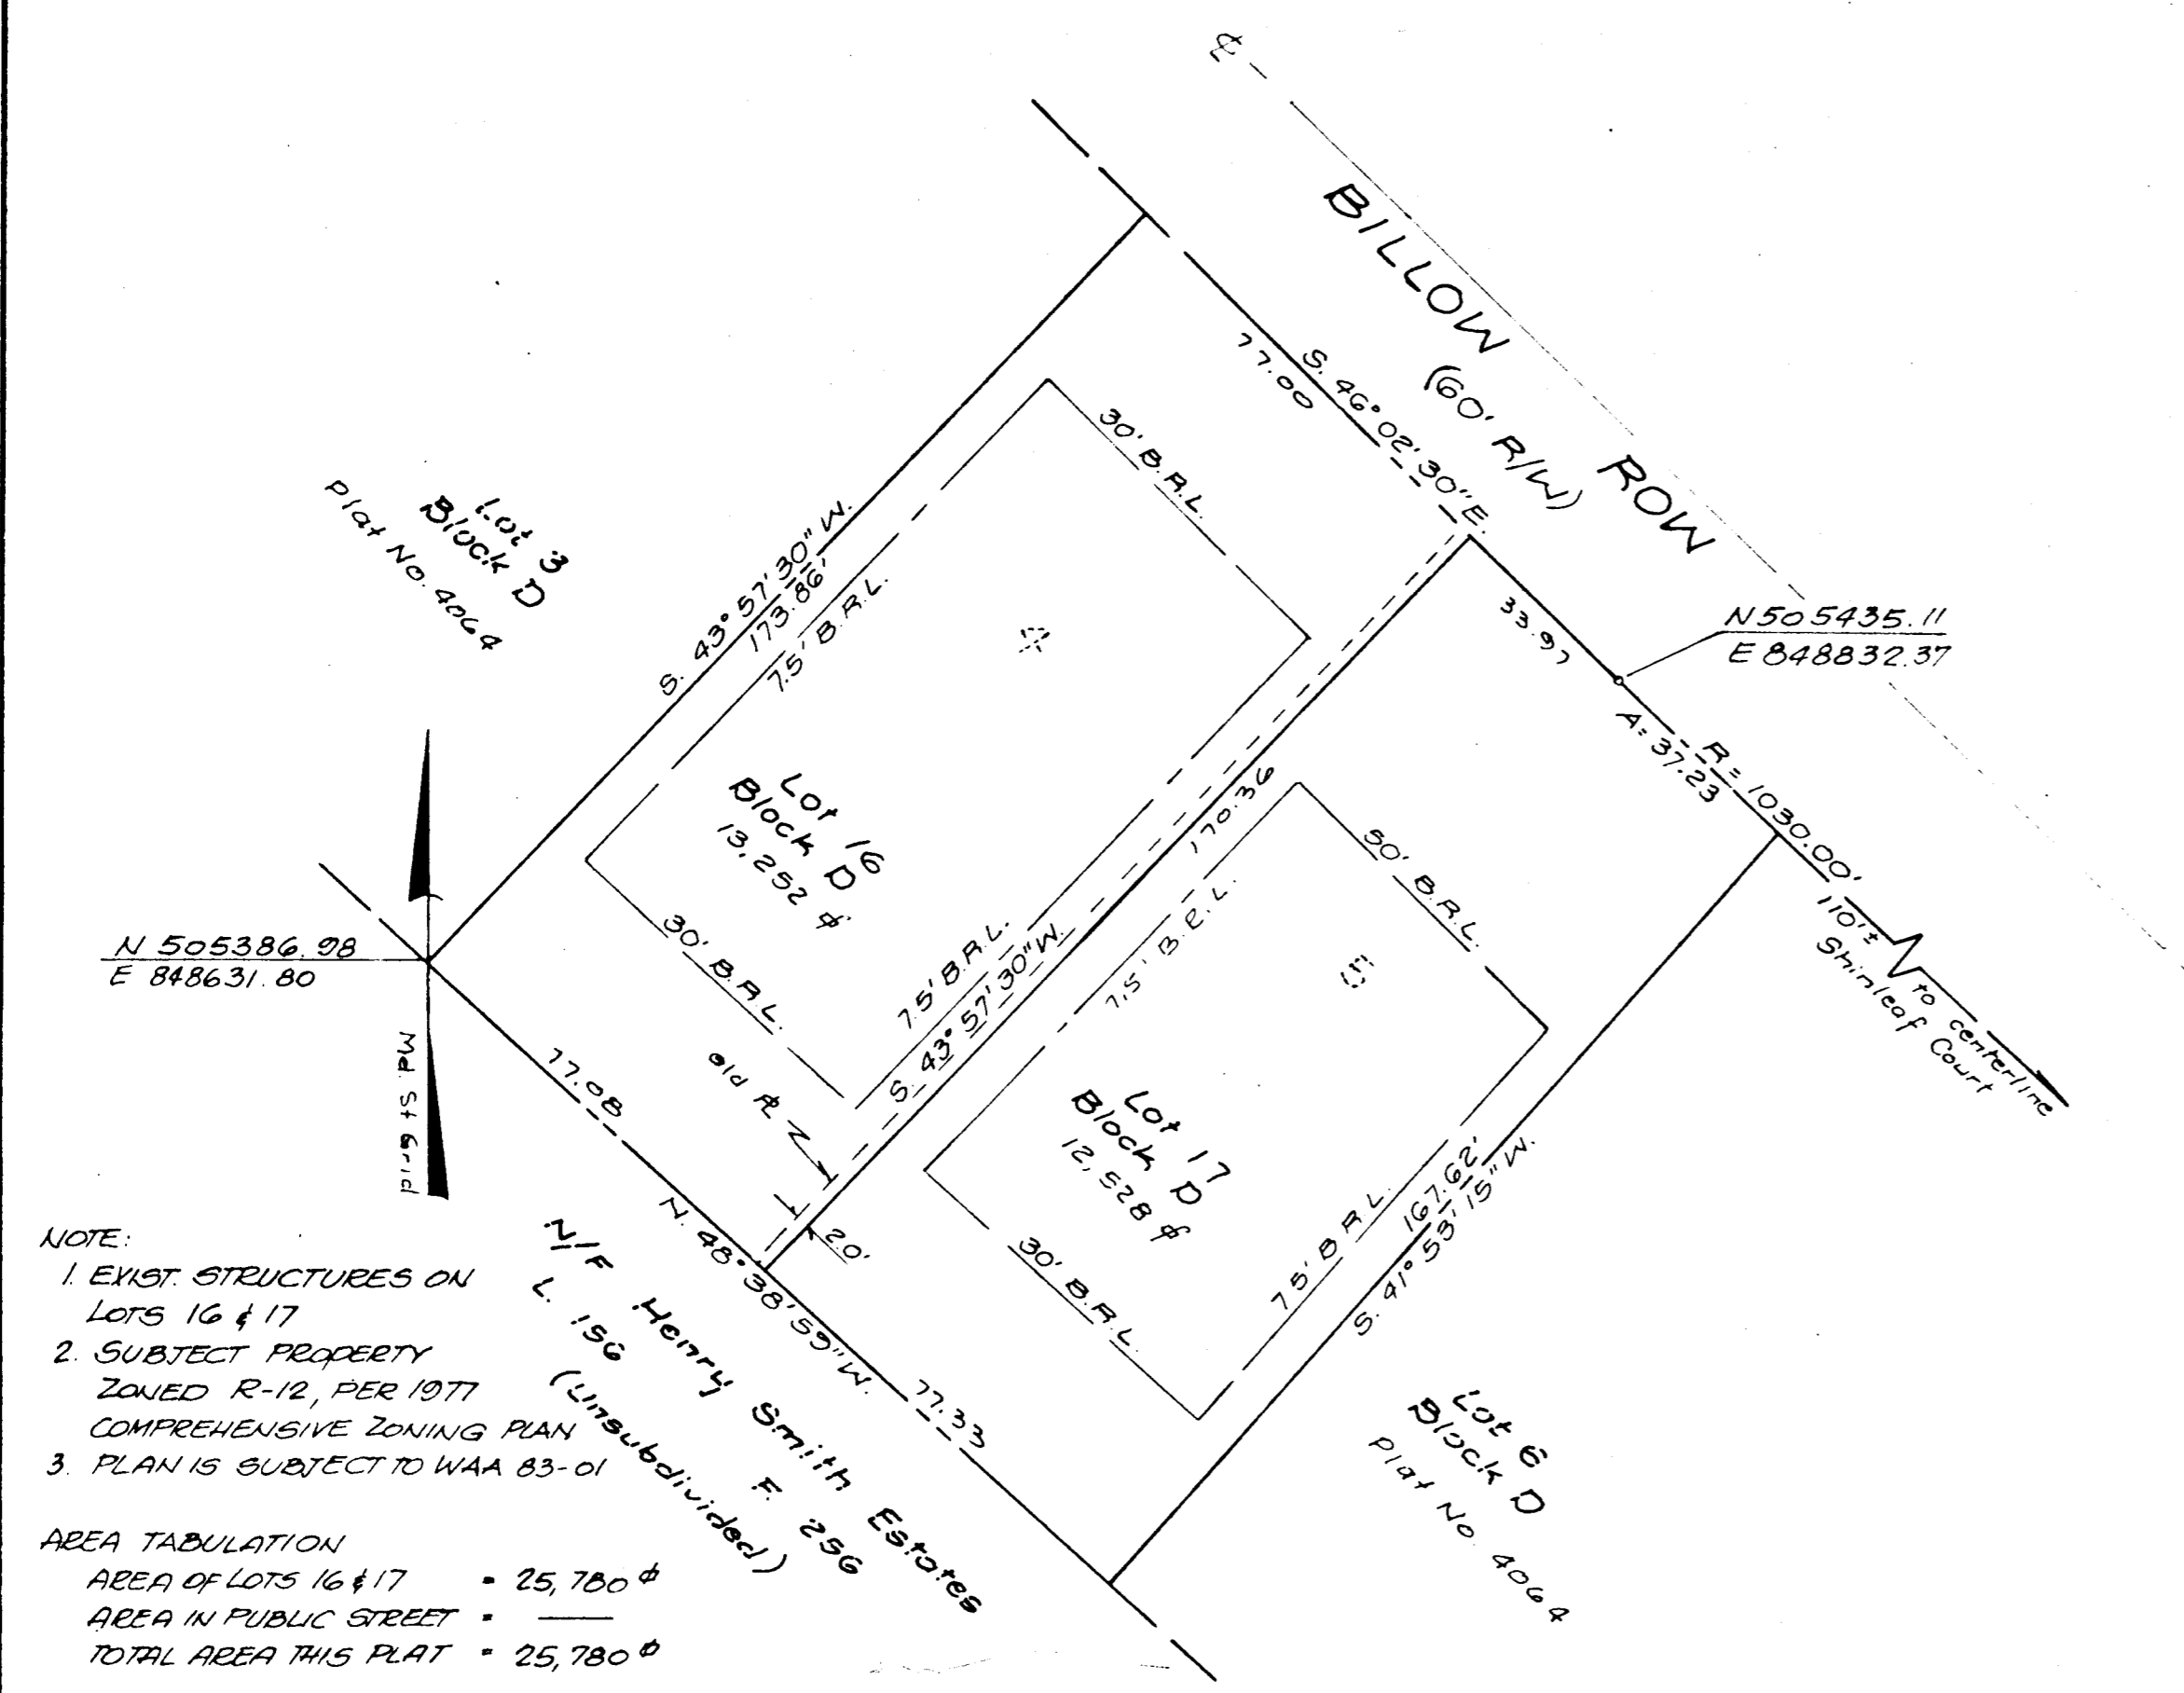 ℄
BILLOW ROW
(60' R/W)
S. 46° 02' 30" E.
77.00
33.97
N 505435.11
E 848832.37
R = 1030.00'
A = 37.23
110'± to centerline
Shinleaf Court
Lot 3
Block D
Plat No. 4064
S. 43° 57' 30" W.
173.86'
7.5' B.R.L.
30' B.R.L.
Lot 16
Block D
13,252 ⏍
30' B.R.L.
7.5' B.R.L.
S. 43° 57' 30" W.
170.36
7.5' B.R.L.
50' B.R.L.
Lot 17
Block D
12,528 ⏍
30' B.R.L.
7.5' B.R.L.
167.62'
S. 41° 53' 15" W.
Lot 6
Block D
Plat No. 4064
N 505386.98
E 848631.80
Md. St Grid
77.08
old ⅊
2.0'
N. 48° 38' 59" W.
77.33
N/F Henry Smith Estates
L. 156 F. 256
(Unsubdivided)
NOTE:
1. EXIST. STRUCTURES ON
LOTS 16 & 17
2. SUBJECT PROPERTY
ZONED R-12, PER 1977
COMPREHENSIVE ZONING PLAN
3. PLAN IS SUBJECT TO WAA 83-01
AREA TABULATION
AREA OF LOTS 16 & 17 = 25,780 ⏍
AREA IN PUBLIC STREET = —
TOTAL AREA THIS PLAT = 25,780 ⏍